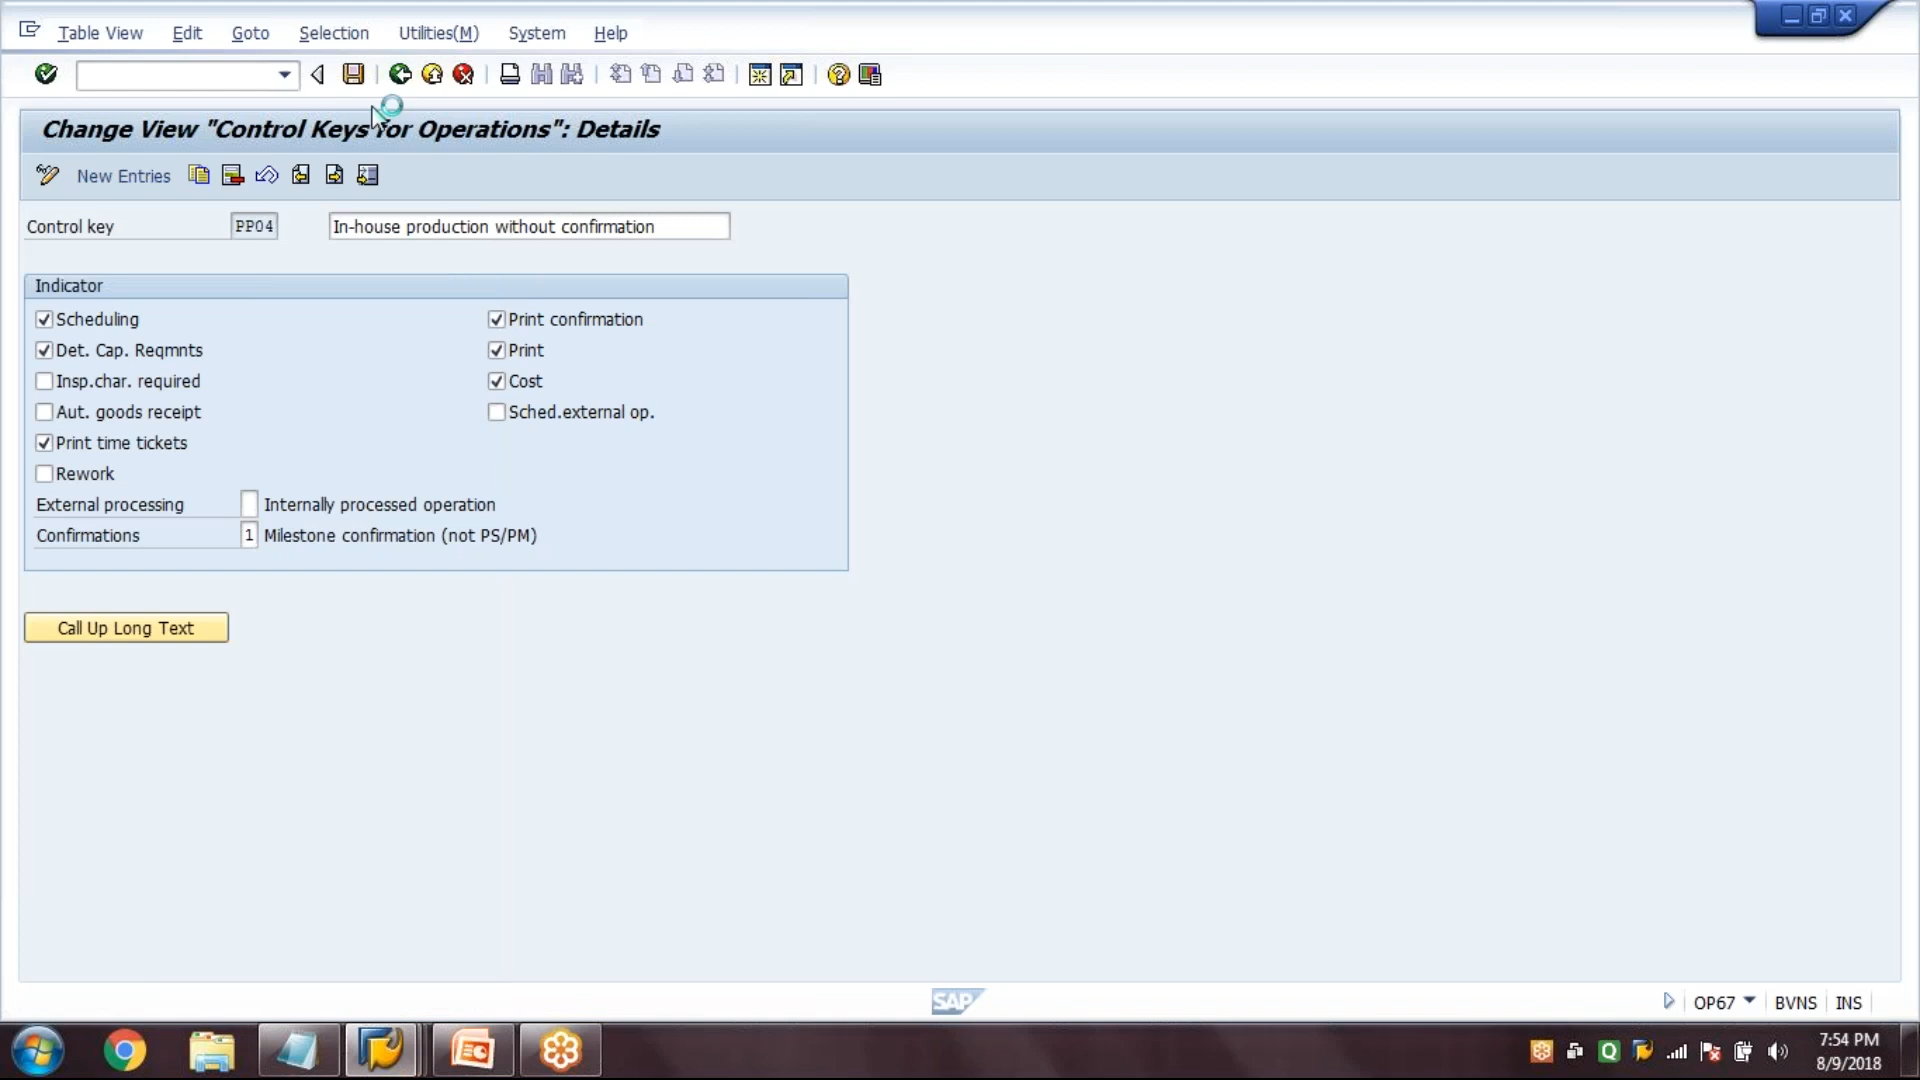 Table View Edit Goto Selection Utilities(M) System Help
Change View "Control Keys for Operations": Details
New Entries
Control key PP04 In-house production without confirmation
Indicator
Scheduling Print confirmation
Det. Cap. Reqmnts Print
Insp.char. required Cost
Aut. goods receipt Sched.external op.
Print time tickets
Rework
External processing Internally processed operation
Confirmations 1 Milestone confirmation (not PS/PM)
Call Up Long Text
SAP OP67 BVNS INS
7:54 PM
8/9/2018